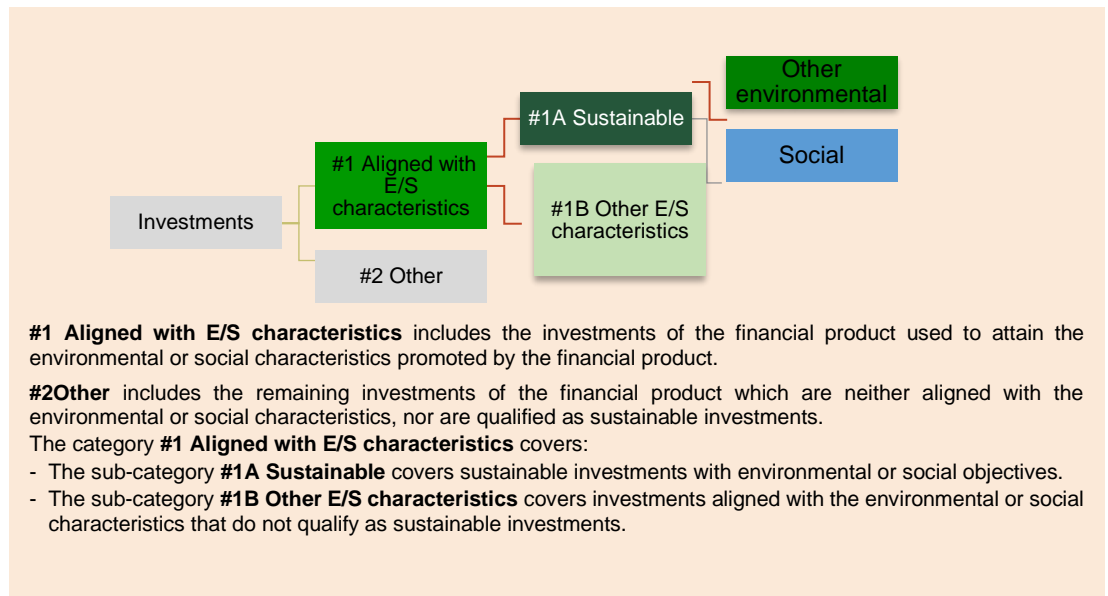 Other
environmental
#1A Sustainable
Social
#1 Aligned with
E/S
characteristics
#1B Other E/S
characteristics
Investments
#2 Other
#1 Aligned with E/S characteristics includes the investments of the financial product used to attain the
environmental or social characteristics promoted by the financial product.
#2Other includes the remaining investments of the financial product which are neither aligned with the
environmental or social characteristics, nor are qualified as sustainable investments.
The category #1 Aligned with E/S characteristics covers:
- The sub-category #1A Sustainable covers sustainable investments with environmental or social objectives.
- The sub-category #1B Other E/S characteristics covers investments aligned with the environmental or social
characteristics that do not qualify as sustainable investments.